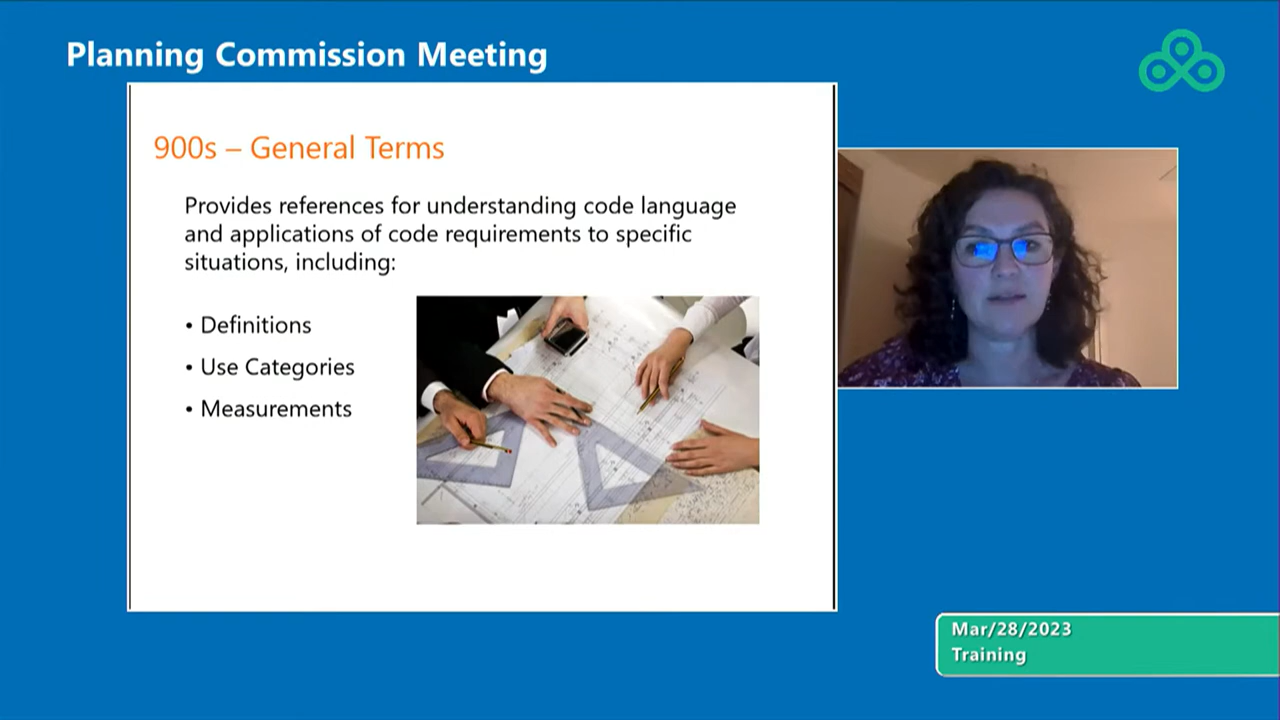 Planning Commission Meeting
900s – General Terms
Provides references for understanding code language
and applications of code requirements to specific
situations, including:
• Definitions
• Use Categories
• Measurements
Mar/28/2023
Training